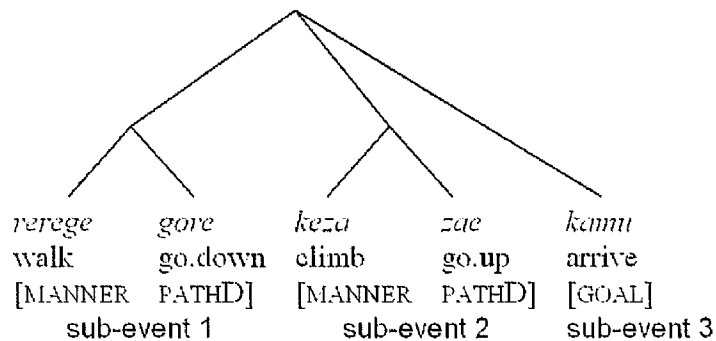 rerege gore keza zae kamu
walk go.down climb go.up arrive
[MANNER PATHD] [MANNER PATHD] [GOAL]
sub-event 1 sub-event 2 sub-event 3